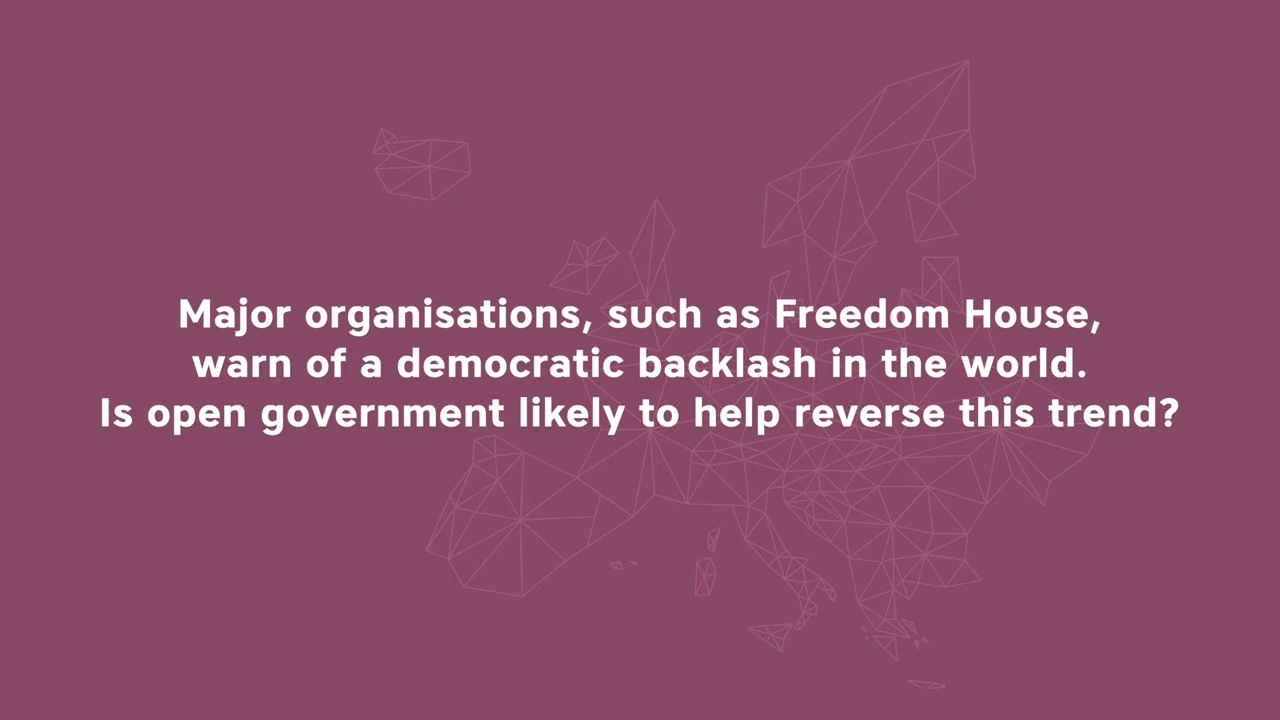 Major organisations, such as Freedom House,
warn of a democratic backlash in the world.
Is open government likely to help reverse this trend?